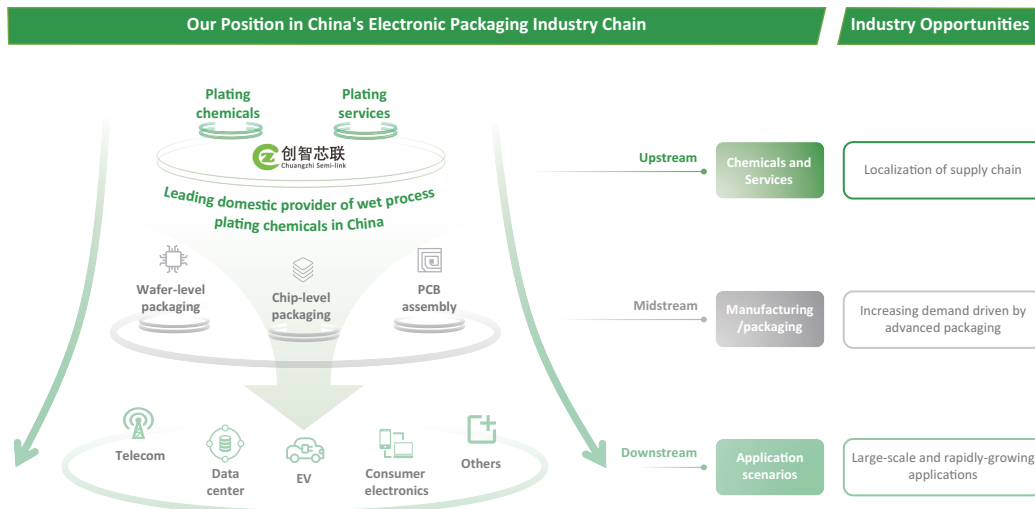 Our Position in China's Electronic Packaging Industry Chain
Industry Opportunities
Plating
chemicals
Plating
services
创智芯联
Chuangzhi Semi-link
Leading domestic provider of wet process
plating chemicals in China
Upstream
Chemicals and
Services
Localization of supply chain
Wafer-level
packaging
Chip-level
packaging
PCB
assembly
Midstream
Manufacturing
/packaging
Increasing demand driven by
advanced packaging
Telecom
Data
center
EV
Consumer
electronics
Others
Downstream
Application
scenarios
Large-scale and rapidly-growing
applications